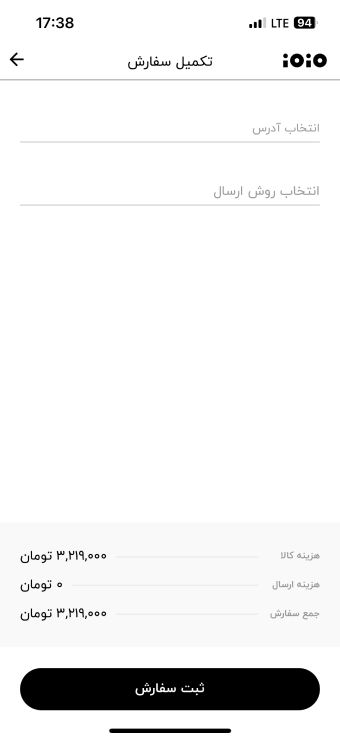 17:38 LTE 94
ioio تکمیل سفارش
انتخاب آدرس
انتخاب روش ارسال
هزینه کالا ۳,۲۱۹,۰۰۰ تومان
هزینه ارسال ۰ تومان
جمع سفارش ۳,۲۱۹,۰۰۰ تومان
ثبت سفارش